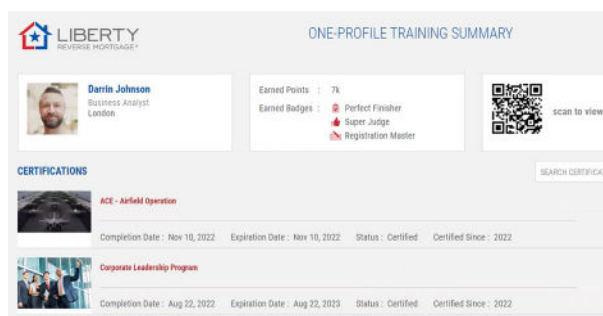 LIBERTY
REVERSE MORTGAGE®
ONE-PROFILE TRAINING SUMMARY
Darrin Johnson
Business Analyst
London
Earned Points : 7k
Earned Badges : Perfect Finisher
Super Judge
Registration Master
scan to view
CERTIFICATIONS
SEARCH CERTIFICAT
ACE - Airfield Operation
Completion Date : Nov 10, 2022 Expiration Date : Nov 10, 2022 Status : Certified Certified Since : 2022
Corporate Leadership Program
Completion Date : Aug 22, 2022 Expiration Date : Aug 22, 2023 Status : Certified Certified Since : 2022